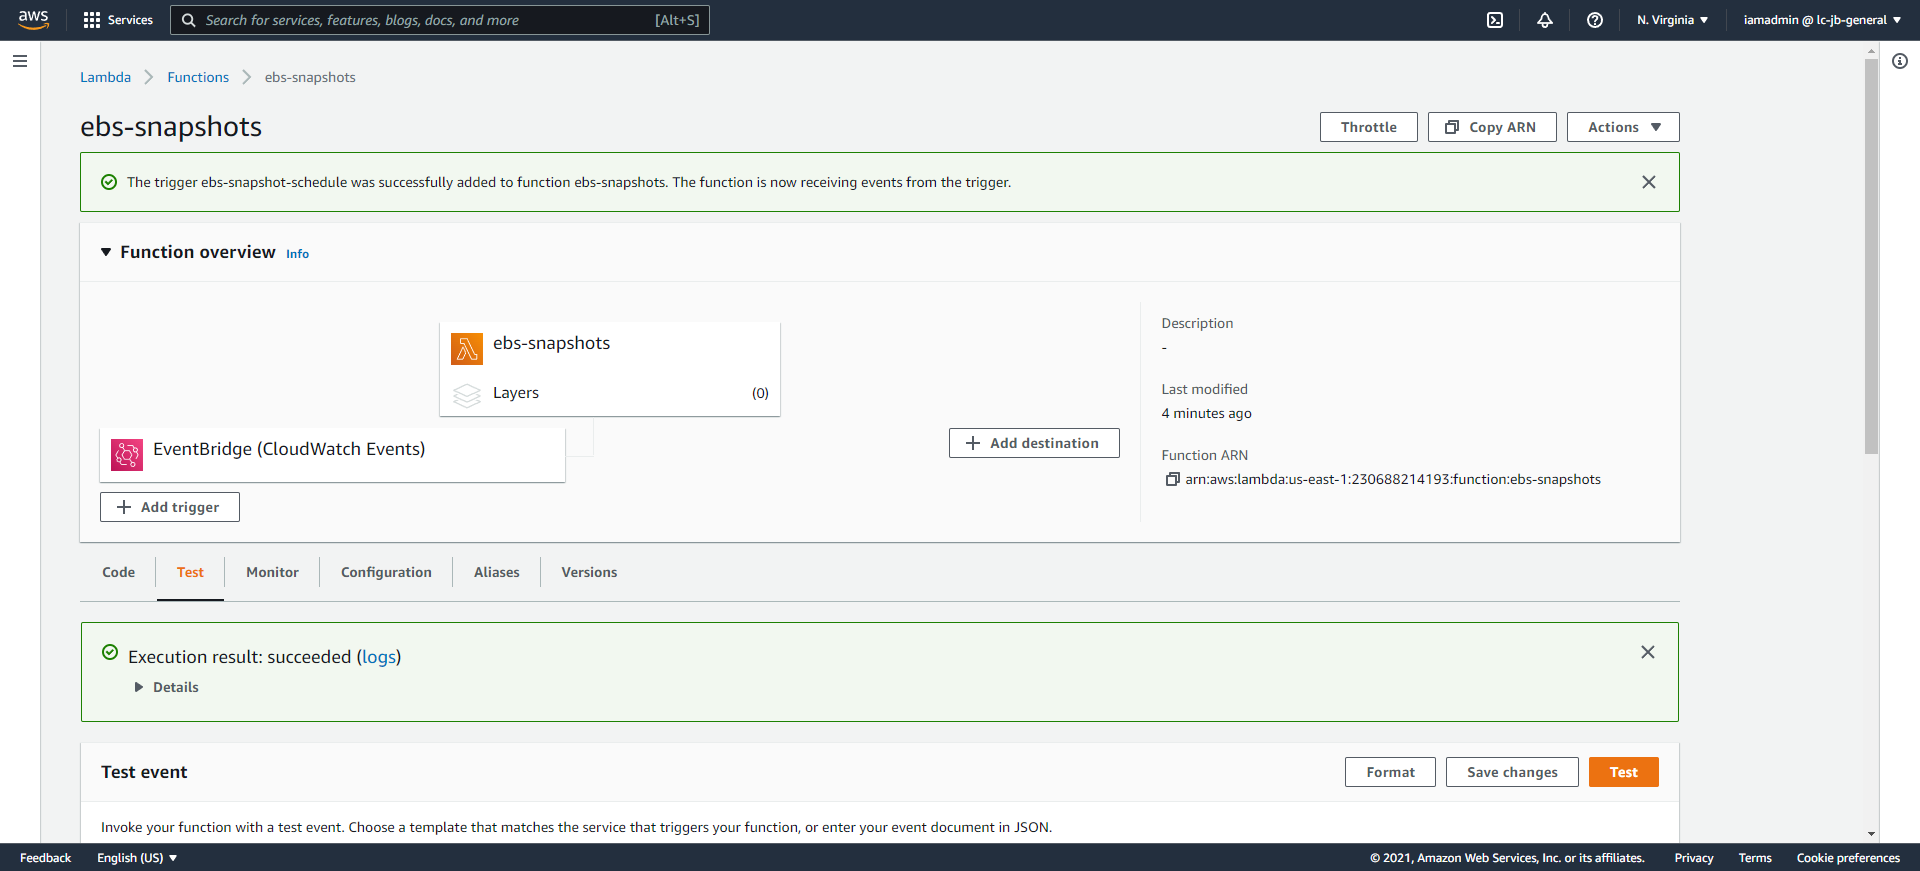 aws Services Search for services, features, blogs, docs, and more [Alt+S] N. Virginia ▼ iamadmin @ lc-jb-general ▼
Lambda > Functions > ebs-snapshots
ebs-snapshots
Throttle Copy ARN Actions ▼
The trigger ebs-snapshot-schedule was successfully added to function ebs-snapshots. The function is now receiving events from the trigger.
▼ Function overview Info
ebs-snapshots
Layers (0)
EventBridge (CloudWatch Events)
+ Add trigger
+ Add destination
Description
-
Last modified
4 minutes ago
Function ARN
arn:aws:lambda:us-east-1:230688214193:function:ebs-snapshots
Code Test Monitor Configuration Aliases Versions
Execution result: succeeded (logs)
▶ Details
Test event
Format Save changes Test
Invoke your function with a test event. Choose a template that matches the service that triggers your function, or enter your event document in JSON.
Feedback English (US) ▼ © 2021, Amazon Web Services, Inc. or its affiliates. Privacy Terms Cookie preferences